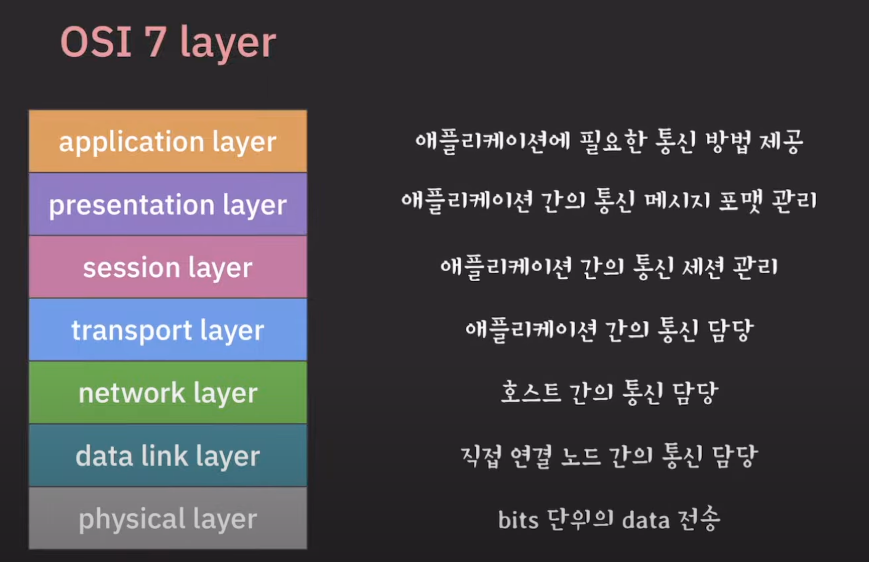 OSI 7 layer
application layer 애플리케이션에 필요한 통신 방법 제공
presentation layer 애플리케이션 간의 통신 메시지 포맷 관리
session layer 애플리케이션 간의 통신 세션 관리
transport layer 애플리케이션 간의 통신 담당
network layer 호스트 간의 통신 담당
data link layer 직접 연결 노드 간의 통신 담당
physical layer bits 단위의 data 전송